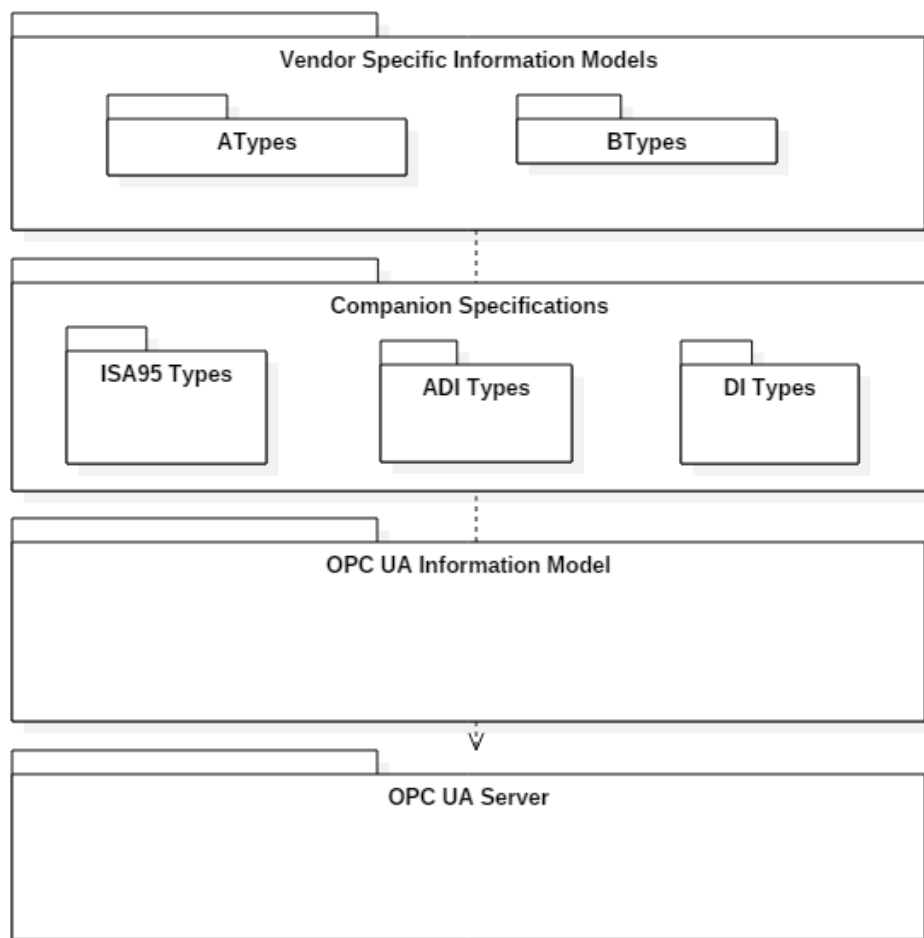 Vendor Specific Information Models
ATypes
BTypes
Companion Specifications
ISA95 Types
ADI Types
DI Types
OPC UA Information Model
OPC UA Server